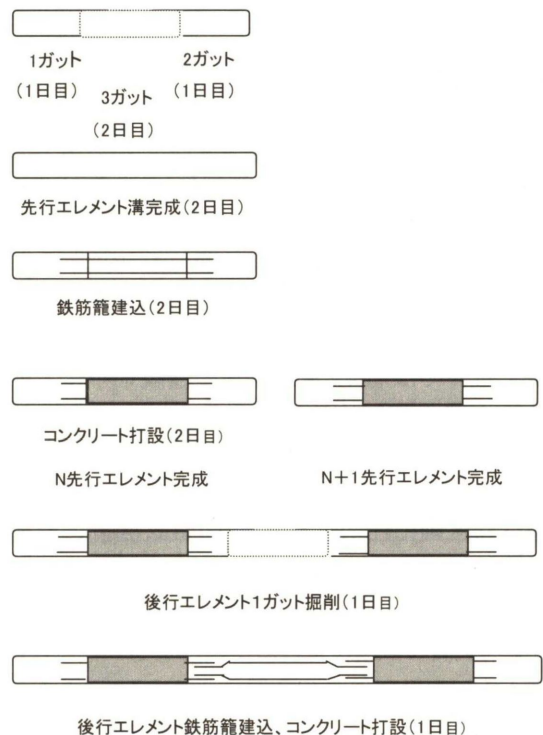 1ガット 2ガット
(1日目) 3ガット (1日目)
(2日目)
先行エレメント溝完成(2日目)
鉄筋籠建込(2日目)
コンクリート打設(2日目)
N先行エレメント完成 N+1先行エレメント完成
後行エレメント1ガット掘削(1日目)
後行エレメント鉄筋籠建込、コンクリート打設(1日目)